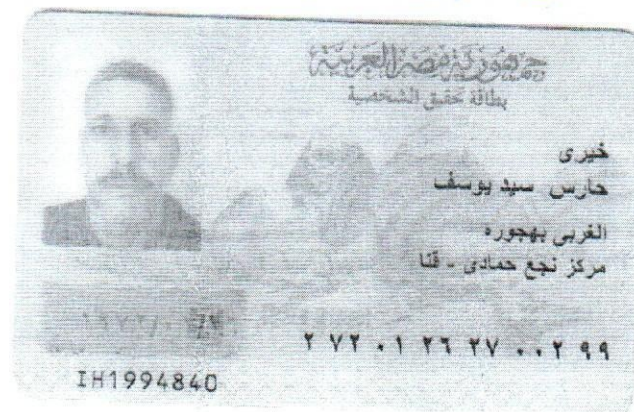 جمهورية مصر العربية
بطاقة تحقيق الشخصية
خيرى
حارس سيد يوسف
الغربى بهجوره
مركز نجع حمادى - قنا
٢ ٧٢ ٠١ ٢٦ ٢٧ ٠٠٢ ٩٩
IH1994840